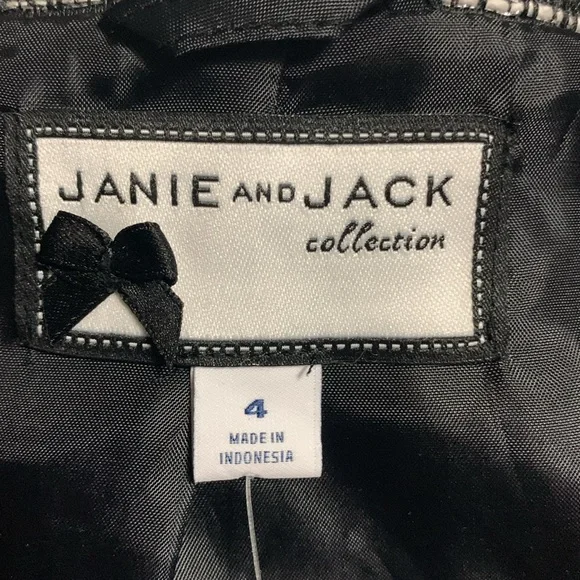 JANIE AND JACK
collection
4
MADE IN
INDONESIA